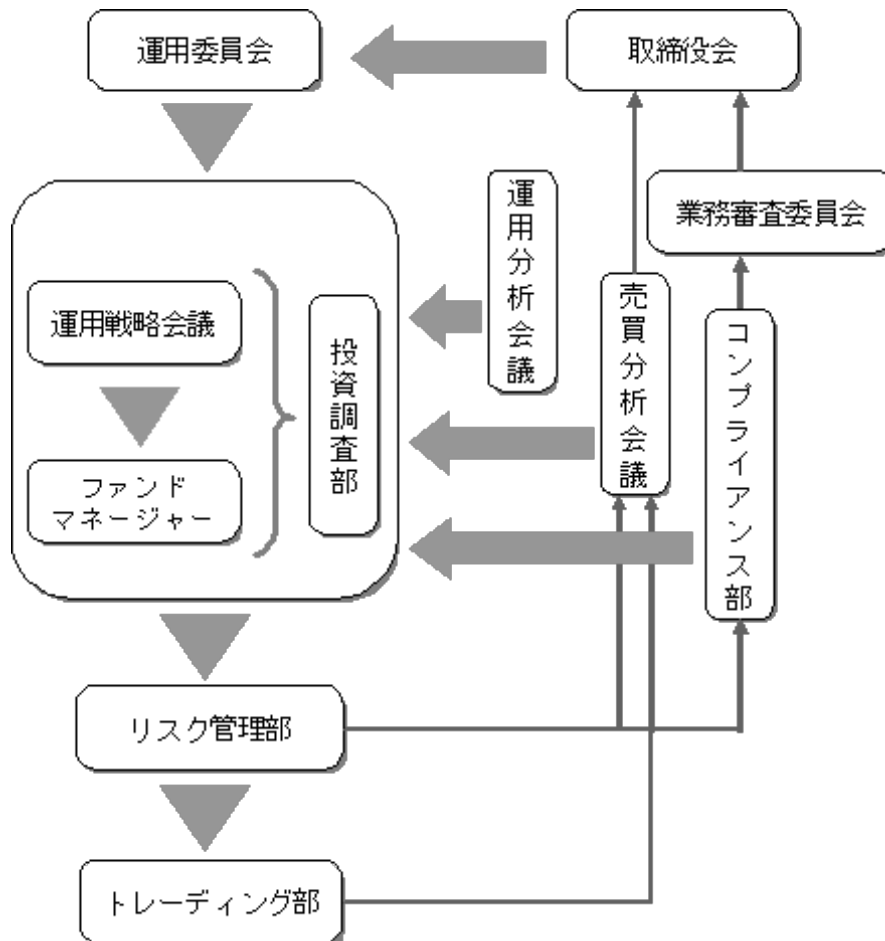 運用委員会
取締役会
運用分析会議
業務審査委員会
運用戦略会議
投資調査部
売買分析会議
コンプライアンス部
ファンド
マネージャー
リスク管理部
トレーディング部